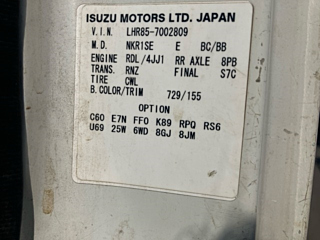 ISUZU MOTORS LTD. JAPAN
V.I.N. LHR85-7002809
M.D. NKR1SE E BC/BB
ENGINE RDL /4JJ1 RR AXLE 8PB
TRANS. RNZ FINAL S7C
TIRE CWL
B.COLOR/TRIM 729/155
OPTION
C60 E7N FF0 K89 RPQ RS6
U69 25W 6WD 8GJ 8JM